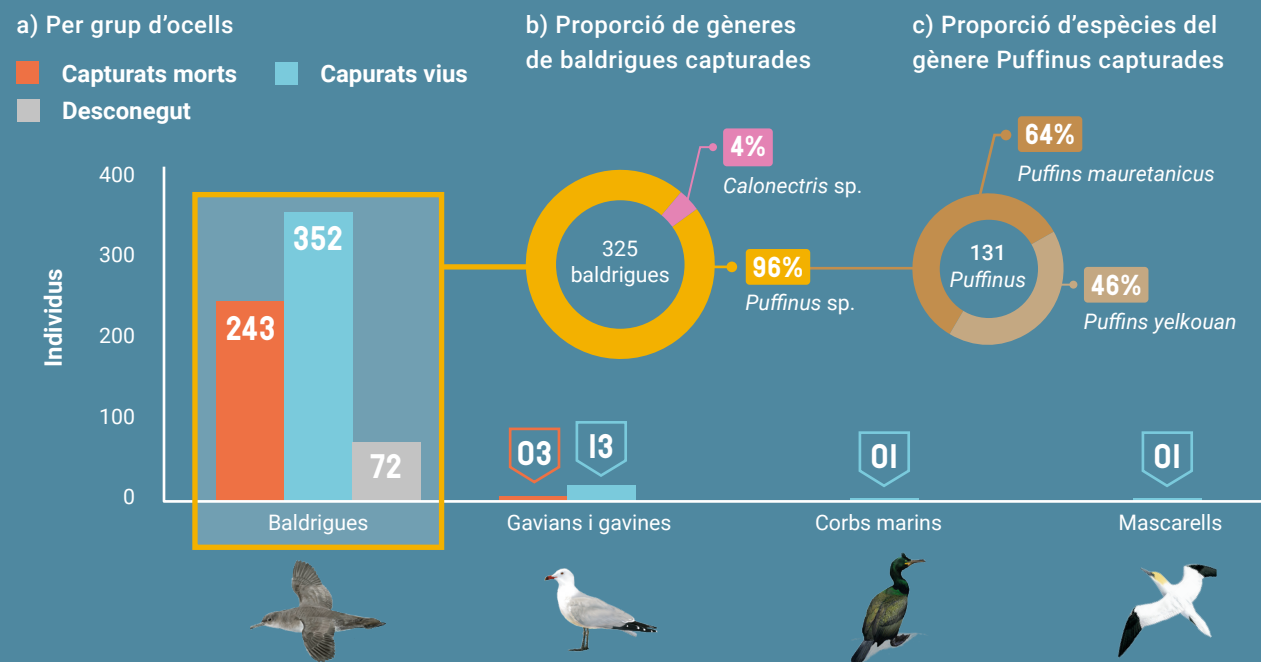 a) Per grup d'ocells
Capturats morts
Capurats vius
Desconegut
b) Proporció de gèneres
de baldrigues capturades
c) Proporció d'espècies del
gènere Puffinus capturades
Individus
400
300
200
100
0
243
352
72
03
13
01
01
Baldrigues
Gavians i gavines
Corbs marins
Mascarells
325
baldrigues
4%
Calonectris sp.
96%
Puffinus sp.
131
Puffinus
64%
Puffins mauretanicus
46%
Puffins yelkouan